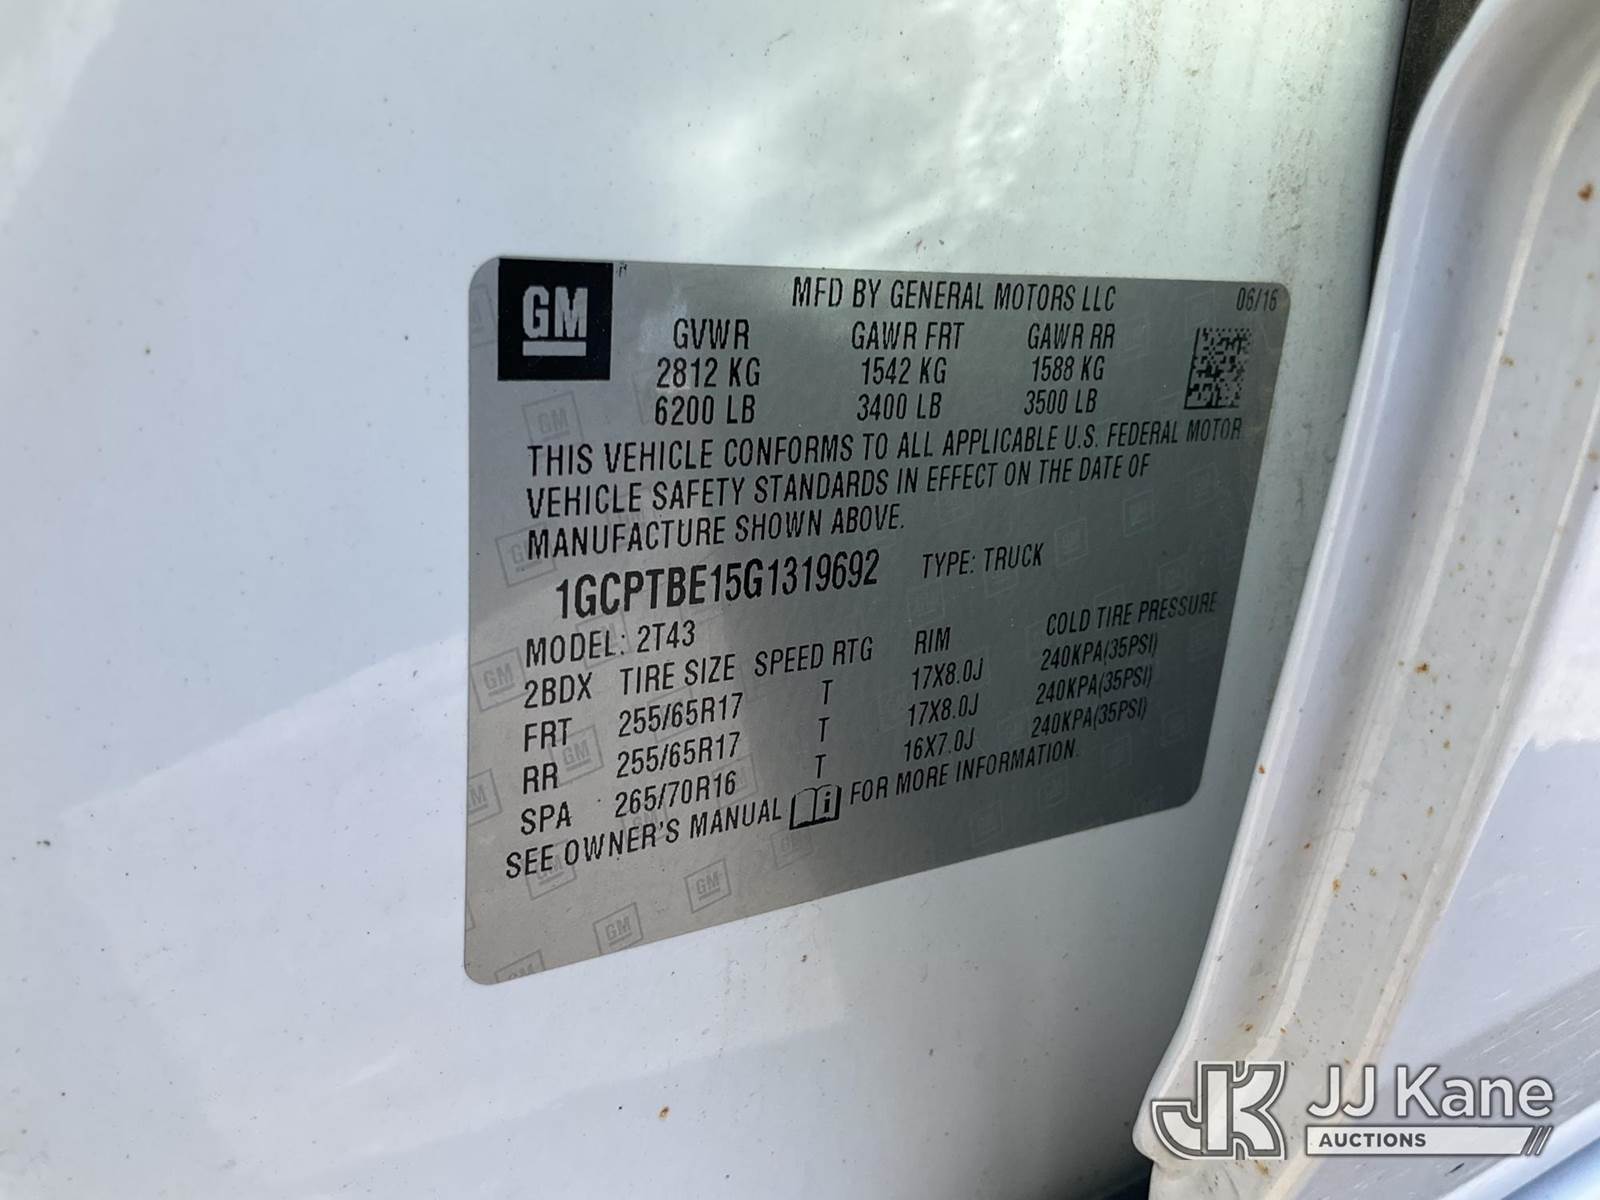 GM
MFD BY GENERAL MOTORS LLC 06/16
GVWR GAWR FRT GAWR RR
2812 KG 1542 KG 1588 KG
6200 LB 3400 LB 3500 LB
THIS VEHICLE CONFORMS TO ALL APPLICABLE U.S. FEDERAL MOTOR
VEHICLE SAFETY STANDARDS IN EFFECT ON THE DATE OF
MANUFACTURE SHOWN ABOVE.
1GCPTBE15G1319692 TYPE: TRUCK
MODEL: 2T43
2BDX TIRE SIZE SPEED RTG RIM COLD TIRE PRESSURE
FRT 255/65R17 T 17X8.0J 240KPA(35PSI)
RR 255/65R17 T 17X8.0J 240KPA(35PSI)
SPA 265/70R16 T 16X7.0J 240KPA(35PSI)
SEE OWNER'S MANUAL FOR MORE INFORMATION.
JK JJ Kane
AUCTIONS